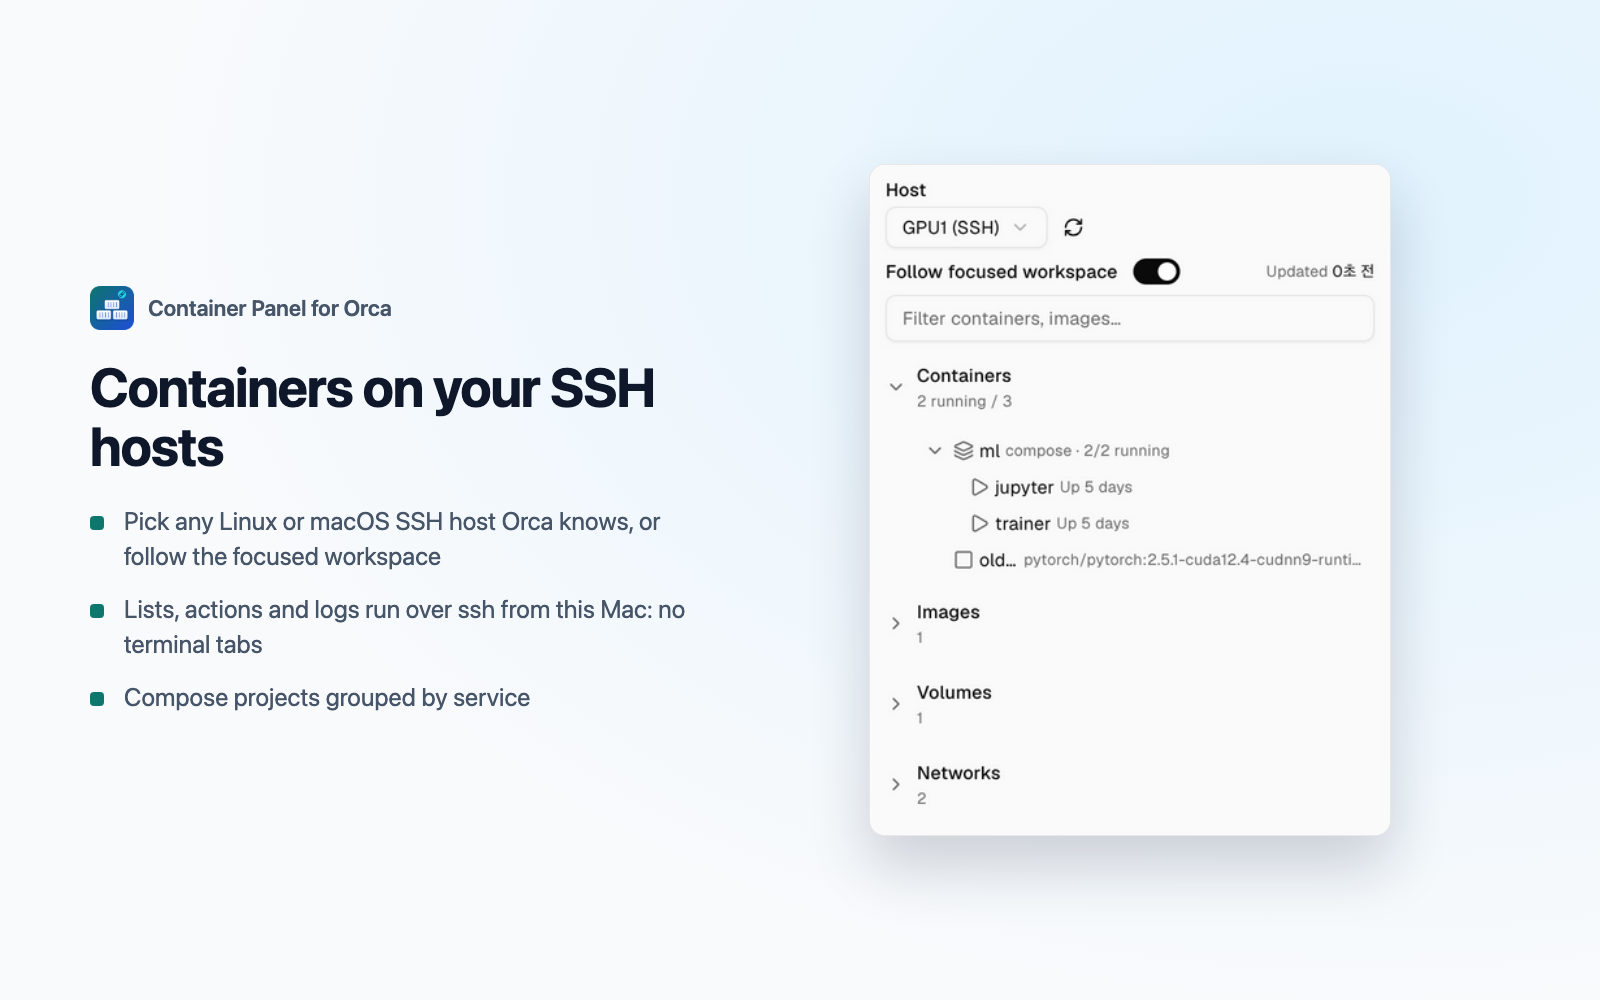 Container Panel for Orca
Containers on your SSH
hosts
Pick any Linux or macOS SSH host Orca knows, or
follow the focused workspace
Lists, actions and logs run over ssh from this Mac: no
terminal tabs
Compose projects grouped by service
Host
GPU1 (SSH)
Follow focused workspace
Updated 0초 전
Filter containers, images…
Containers
2 running / 3
ml compose · 2/2 running
jupyter Up 5 days
trainer Up 5 days
old… pytorch/pytorch:2.5.1-cuda12.4-cudnn9-runti…
Images
1
Volumes
1
Networks
2